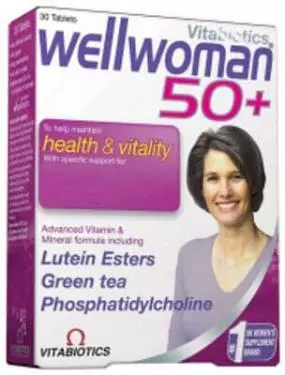 30 Tablets
Vitabiotics
wellwoman
50+
To help maintain
health & vitality
With specific support for
Advanced Vitamin &
Mineral formula including
Lutein Esters
Green tea
Phosphatidylcholine
VITABIOTICS
#1
UK WOMEN'S
SUPPLEMENT
BRAND